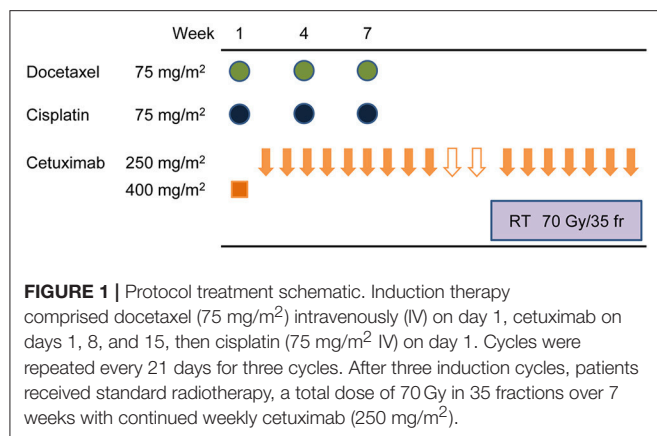 Week 1 4 7
Docetaxel 75 mg/m²
Cisplatin 75 mg/m²
Cetuximab 250 mg/m²
400 mg/m²
RT 70 Gy/35 fr
FIGURE 1 | Protocol treatment schematic. Induction therapy
comprised docetaxel (75 mg/m²) intravenously (IV) on day 1, cetuximab on
days 1, 8, and 15, then cisplatin (75 mg/m² IV) on day 1. Cycles were
repeated every 21 days for three cycles. After three induction cycles, patients
received standard radiotherapy, a total dose of 70 Gy in 35 fractions over 7
weeks with continued weekly cetuximab (250 mg/m²).